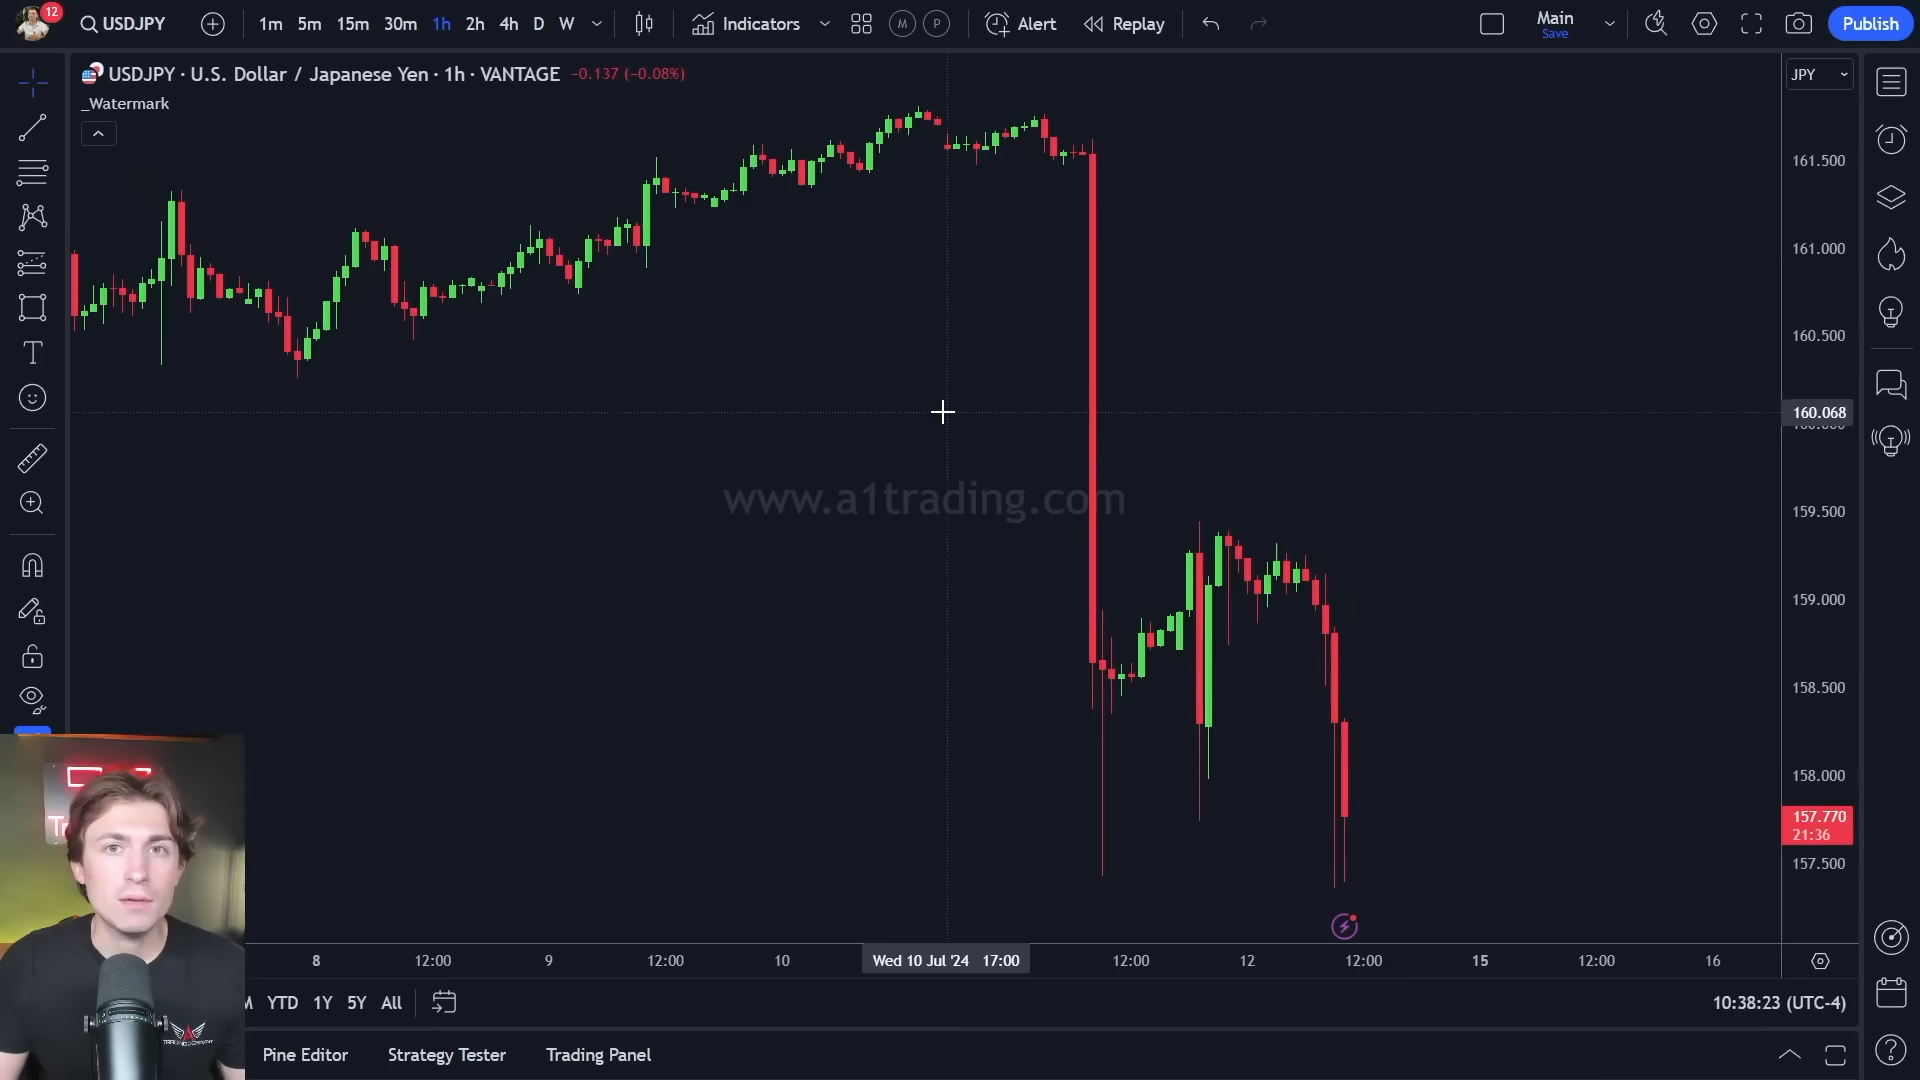 12
USDJPY
1m 5m 15m 30m 1h 2h 4h D W
Indicators
M P
Alert
Replay
Main
Save
Publish
USDJPY · U.S. Dollar / Japanese Yen · 1h · VANTAGE −0.137 (−0.08%)
JPY
_Watermark
161.500
161.000
160.500
160.068
www.a1trading.com
159.500
159.000
158.500
158.000
157.770
21:36
157.500
8 12:00 9 12:00 10 Wed 10 Jul '24 17:00 12:00 12 12:00 15 12:00 16
YTD 1Y 5Y All
10:38:23 (UTC-4)
Pine Editor Strategy Tester Trading Panel